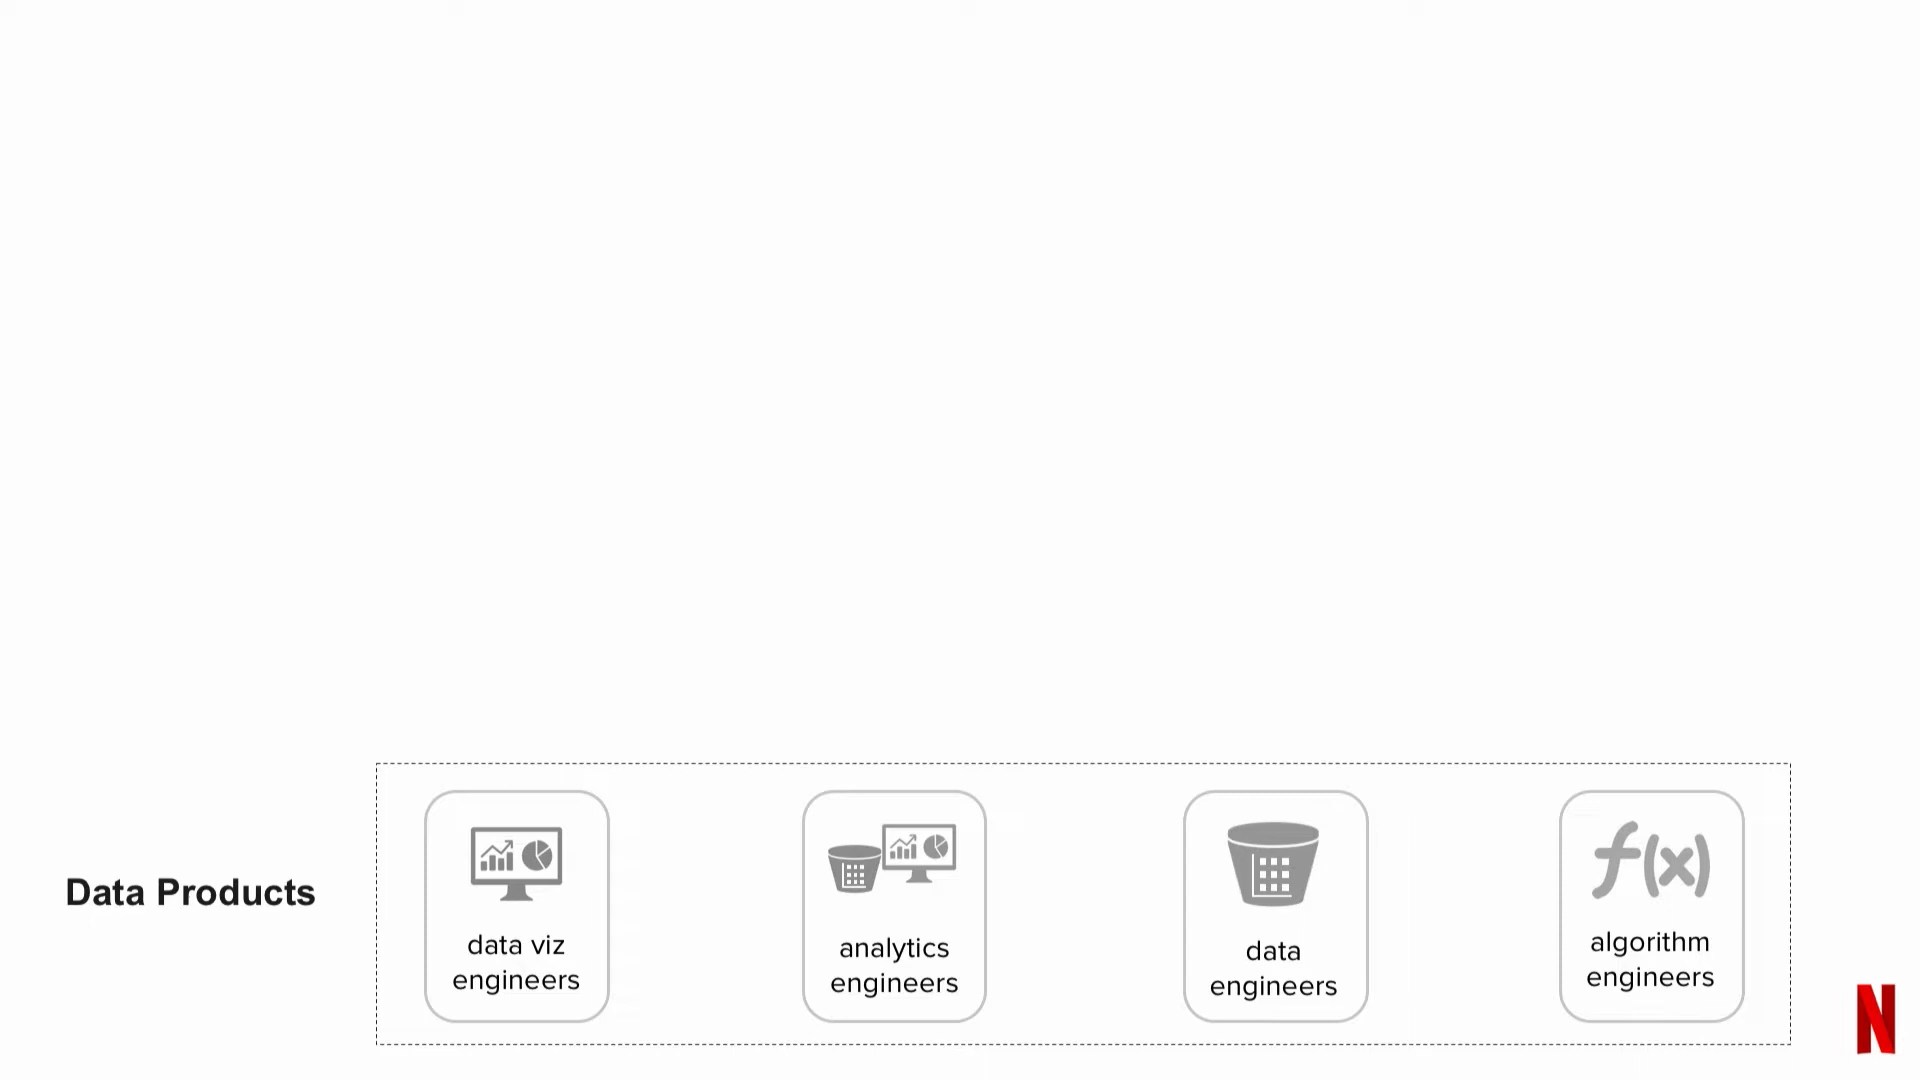 Data Products
data viz
engineers
analytics
engineers
data
engineers
f(x)
algorithm
engineers
N